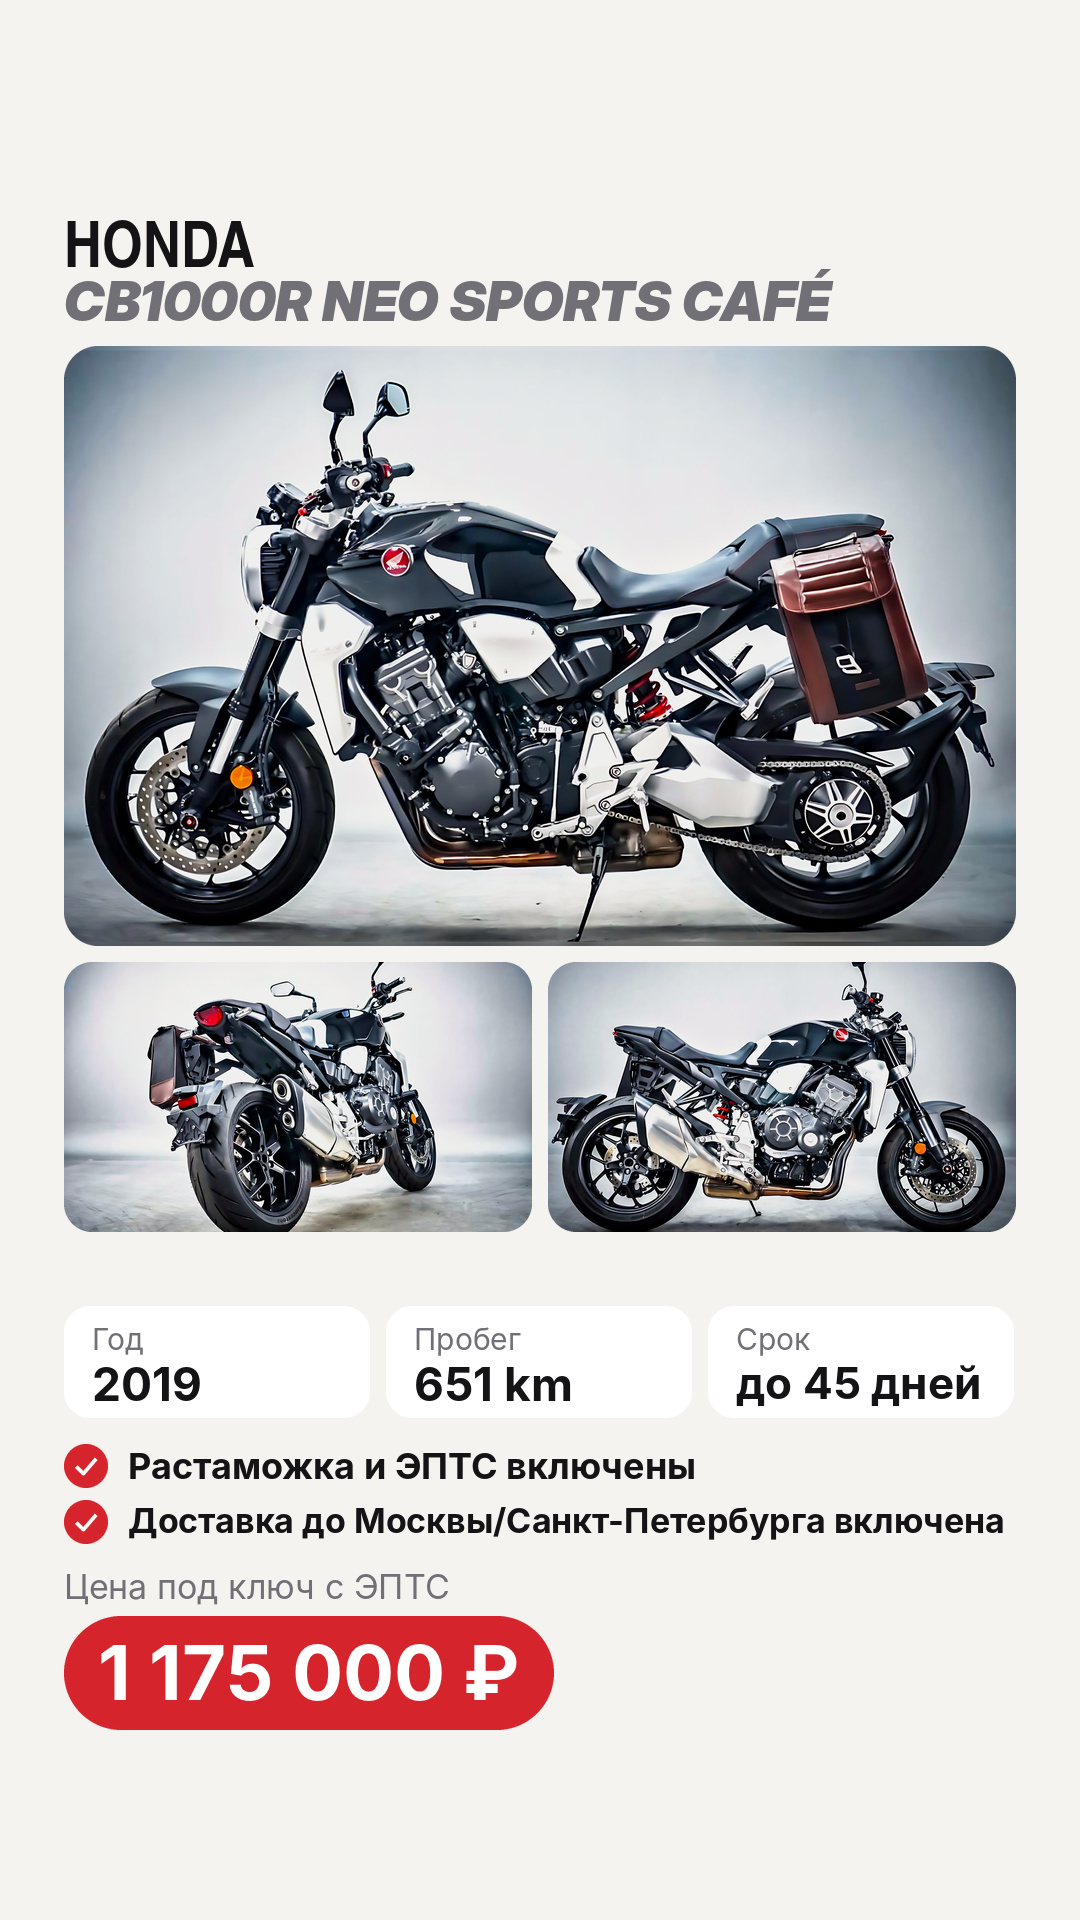 HONDA
CB1000R NEO SPORTS CAFÉ
Год
2019
Пробег
651 km
Срок
до 45 дней
Растаможка и ЭПТС включены
Доставка до Москвы/Санкт-Петербурга включена
Цена под ключ с ЭПТС
1 175 000 ₽